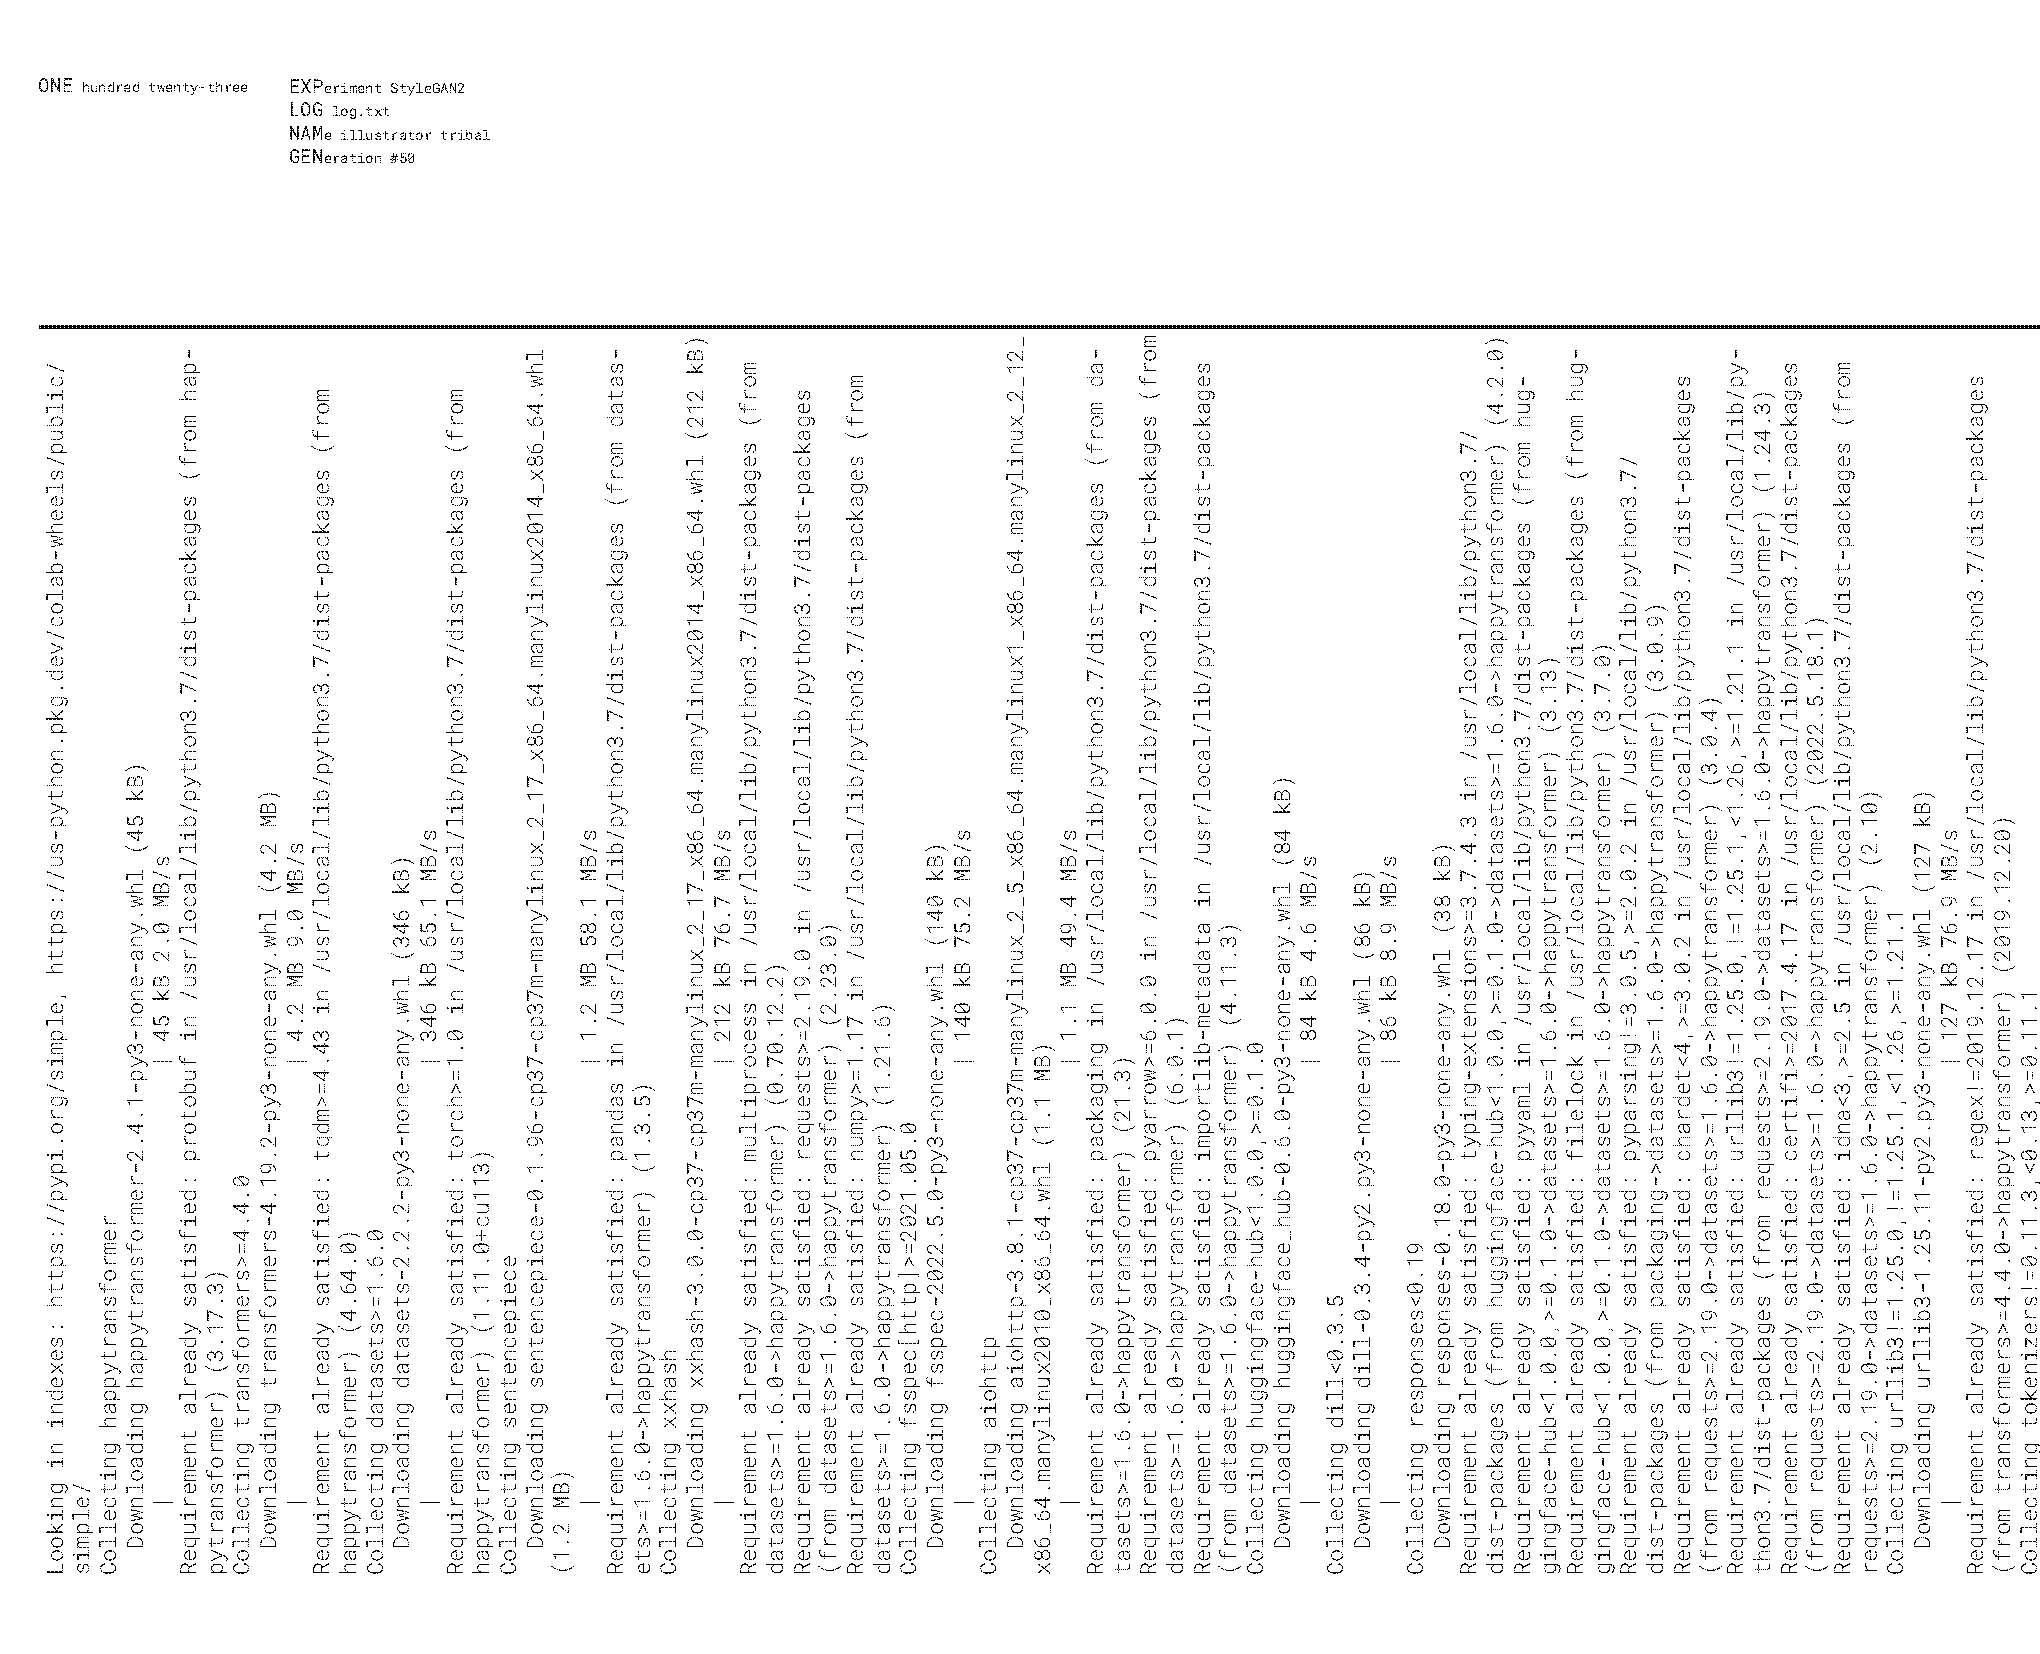 ONE hundred twenty-three
EXPeriment StyleGAN2
LOG log.txt
NAMe illustrator tribal
GENeration #50
Looking in indexes: https://pypi.org/simple, https://us-python.pkg.dev/colab-wheels/public/
simple/
Collecting happytransformer
Downloading happytransformer-2.4.1-py3-none-any.whl (45 kB)
| | 45 kB 2.0 MB/s
Requirement already satisfied: protobuf in /usr/local/lib/python3.7/dist-packages (from hap-
pytransformer) (3.17.3)
Collecting transformers>=4.4.0
Downloading transformers-4.19.2-py3-none-any.whl (4.2 MB)
| | 4.2 MB 9.0 MB/s
Requirement already satisfied: tqdm>=4.43 in /usr/local/lib/python3.7/dist-packages (from
happytransformer) (4.64.0)
Collecting datasets>=1.6.0
Downloading datasets-2.2.2-py3-none-any.whl (346 kB)
| | 346 kB 65.1 MB/s
Requirement already satisfied: torch>=1.0 in /usr/local/lib/python3.7/dist-packages (from
happytransformer) (1.11.0+cu113)
Collecting sentencepiece
Downloading sentencepiece-0.1.96-cp37-cp37m-manylinux_2_17_x86_64.manylinux2014_x86_64.whl
(1.2 MB)
| | 1.2 MB 58.1 MB/s
Requirement already satisfied: pandas in /usr/local/lib/python3.7/dist-packages (from datas-
ets>=1.6.0->happytransformer) (1.3.5)
Collecting xxhash
Downloading xxhash-3.0.0-cp37-cp37m-manylinux_2_17_x86_64.manylinux2014_x86_64.whl (212 kB)
| | 212 kB 76.7 MB/s
Requirement already satisfied: multiprocess in /usr/local/lib/python3.7/dist-packages (from
datasets>=1.6.0->happytransformer) (0.70.12.2)
Requirement already satisfied: requests>=2.19.0 in /usr/local/lib/python3.7/dist-packages
(from datasets>=1.6.0->happytransformer) (2.23.0)
Requirement already satisfied: numpy>=1.17 in /usr/local/lib/python3.7/dist-packages (from
datasets>=1.6.0->happytransformer) (1.21.6)
Collecting fsspec[http]>=2021.05.0
Downloading fsspec-2022.5.0-py3-none-any.whl (140 kB)
| | 140 kB 75.2 MB/s
Collecting aiohttp
Downloading aiohttp-3.8.1-cp37-cp37m-manylinux_2_5_x86_64.manylinux1_x86_64.manylinux_2_12_
x86_64.manylinux2010_x86_64.whl (1.1 MB)
| | 1.1 MB 49.4 MB/s
Requirement already satisfied: packaging in /usr/local/lib/python3.7/dist-packages (from da-
tasets>=1.6.0->happytransformer) (21.3)
Requirement already satisfied: pyarrow>=6.0.0 in /usr/local/lib/python3.7/dist-packages (from
datasets>=1.6.0->happytransformer) (6.0.1)
Requirement already satisfied: importlib-metadata in /usr/local/lib/python3.7/dist-packages
(from datasets>=1.6.0->happytransformer) (4.11.3)
Collecting huggingface-hub<1.0.0,>=0.1.0
Downloading huggingface_hub-0.6.0-py3-none-any.whl (84 kB)
| | 84 kB 4.6 MB/s
Collecting dill<0.3.5
Downloading dill-0.3.4-py2.py3-none-any.whl (86 kB)
| | 86 kB 8.9 MB/s
Collecting responses<0.19
Downloading responses-0.18.0-py3-none-any.whl (38 kB)
Requirement already satisfied: typing-extensions>=3.7.4.3 in /usr/local/lib/python3.7/
dist-packages (from huggingface-hub<1.0.0,>=0.1.0->datasets>=1.6.0->happytransformer) (4.2.0)
Requirement already satisfied: pyyaml in /usr/local/lib/python3.7/dist-packages (from hug-
gingface-hub<1.0.0,>=0.1.0->datasets>=1.6.0->happytransformer) (3.13)
Requirement already satisfied: filelock in /usr/local/lib/python3.7/dist-packages (from hug-
gingface-hub<1.0.0,>=0.1.0->datasets>=1.6.0->happytransformer) (3.7.0)
Requirement already satisfied: pyparsing!=3.0.5,>=2.0.2 in /usr/local/lib/python3.7/
dist-packages (from packaging->datasets>=1.6.0->happytransformer) (3.0.9)
Requirement already satisfied: chardet<4,>=3.0.2 in /usr/local/lib/python3.7/dist-packages
(from requests>=2.19.0->datasets>=1.6.0->happytransformer) (3.0.4)
Requirement already satisfied: urllib3!=1.25.0,!=1.25.1,<1.26,>=1.21.1 in /usr/local/lib/py-
thon3.7/dist-packages (from requests>=2.19.0->datasets>=1.6.0->happytransformer) (1.24.3)
Requirement already satisfied: certifi>=2017.4.17 in /usr/local/lib/python3.7/dist-packages
(from requests>=2.19.0->datasets>=1.6.0->happytransformer) (2022.5.18.1)
Requirement already satisfied: idna<3,>=2.5 in /usr/local/lib/python3.7/dist-packages (from
requests>=2.19.0->datasets>=1.6.0->happytransformer) (2.10)
Collecting urllib3!=1.25.0,!=1.25.1,<1.26,>=1.21.1
Downloading urllib3-1.25.11-py2.py3-none-any.whl (127 kB)
| | 127 kB 76.9 MB/s
Requirement already satisfied: regex!=2019.12.17 in /usr/local/lib/python3.7/dist-packages
(from transformers>=4.4.0->happytransformer) (2019.12.20)
Collecting tokenizers!=0.11.3,<0.13,>=0.11.1